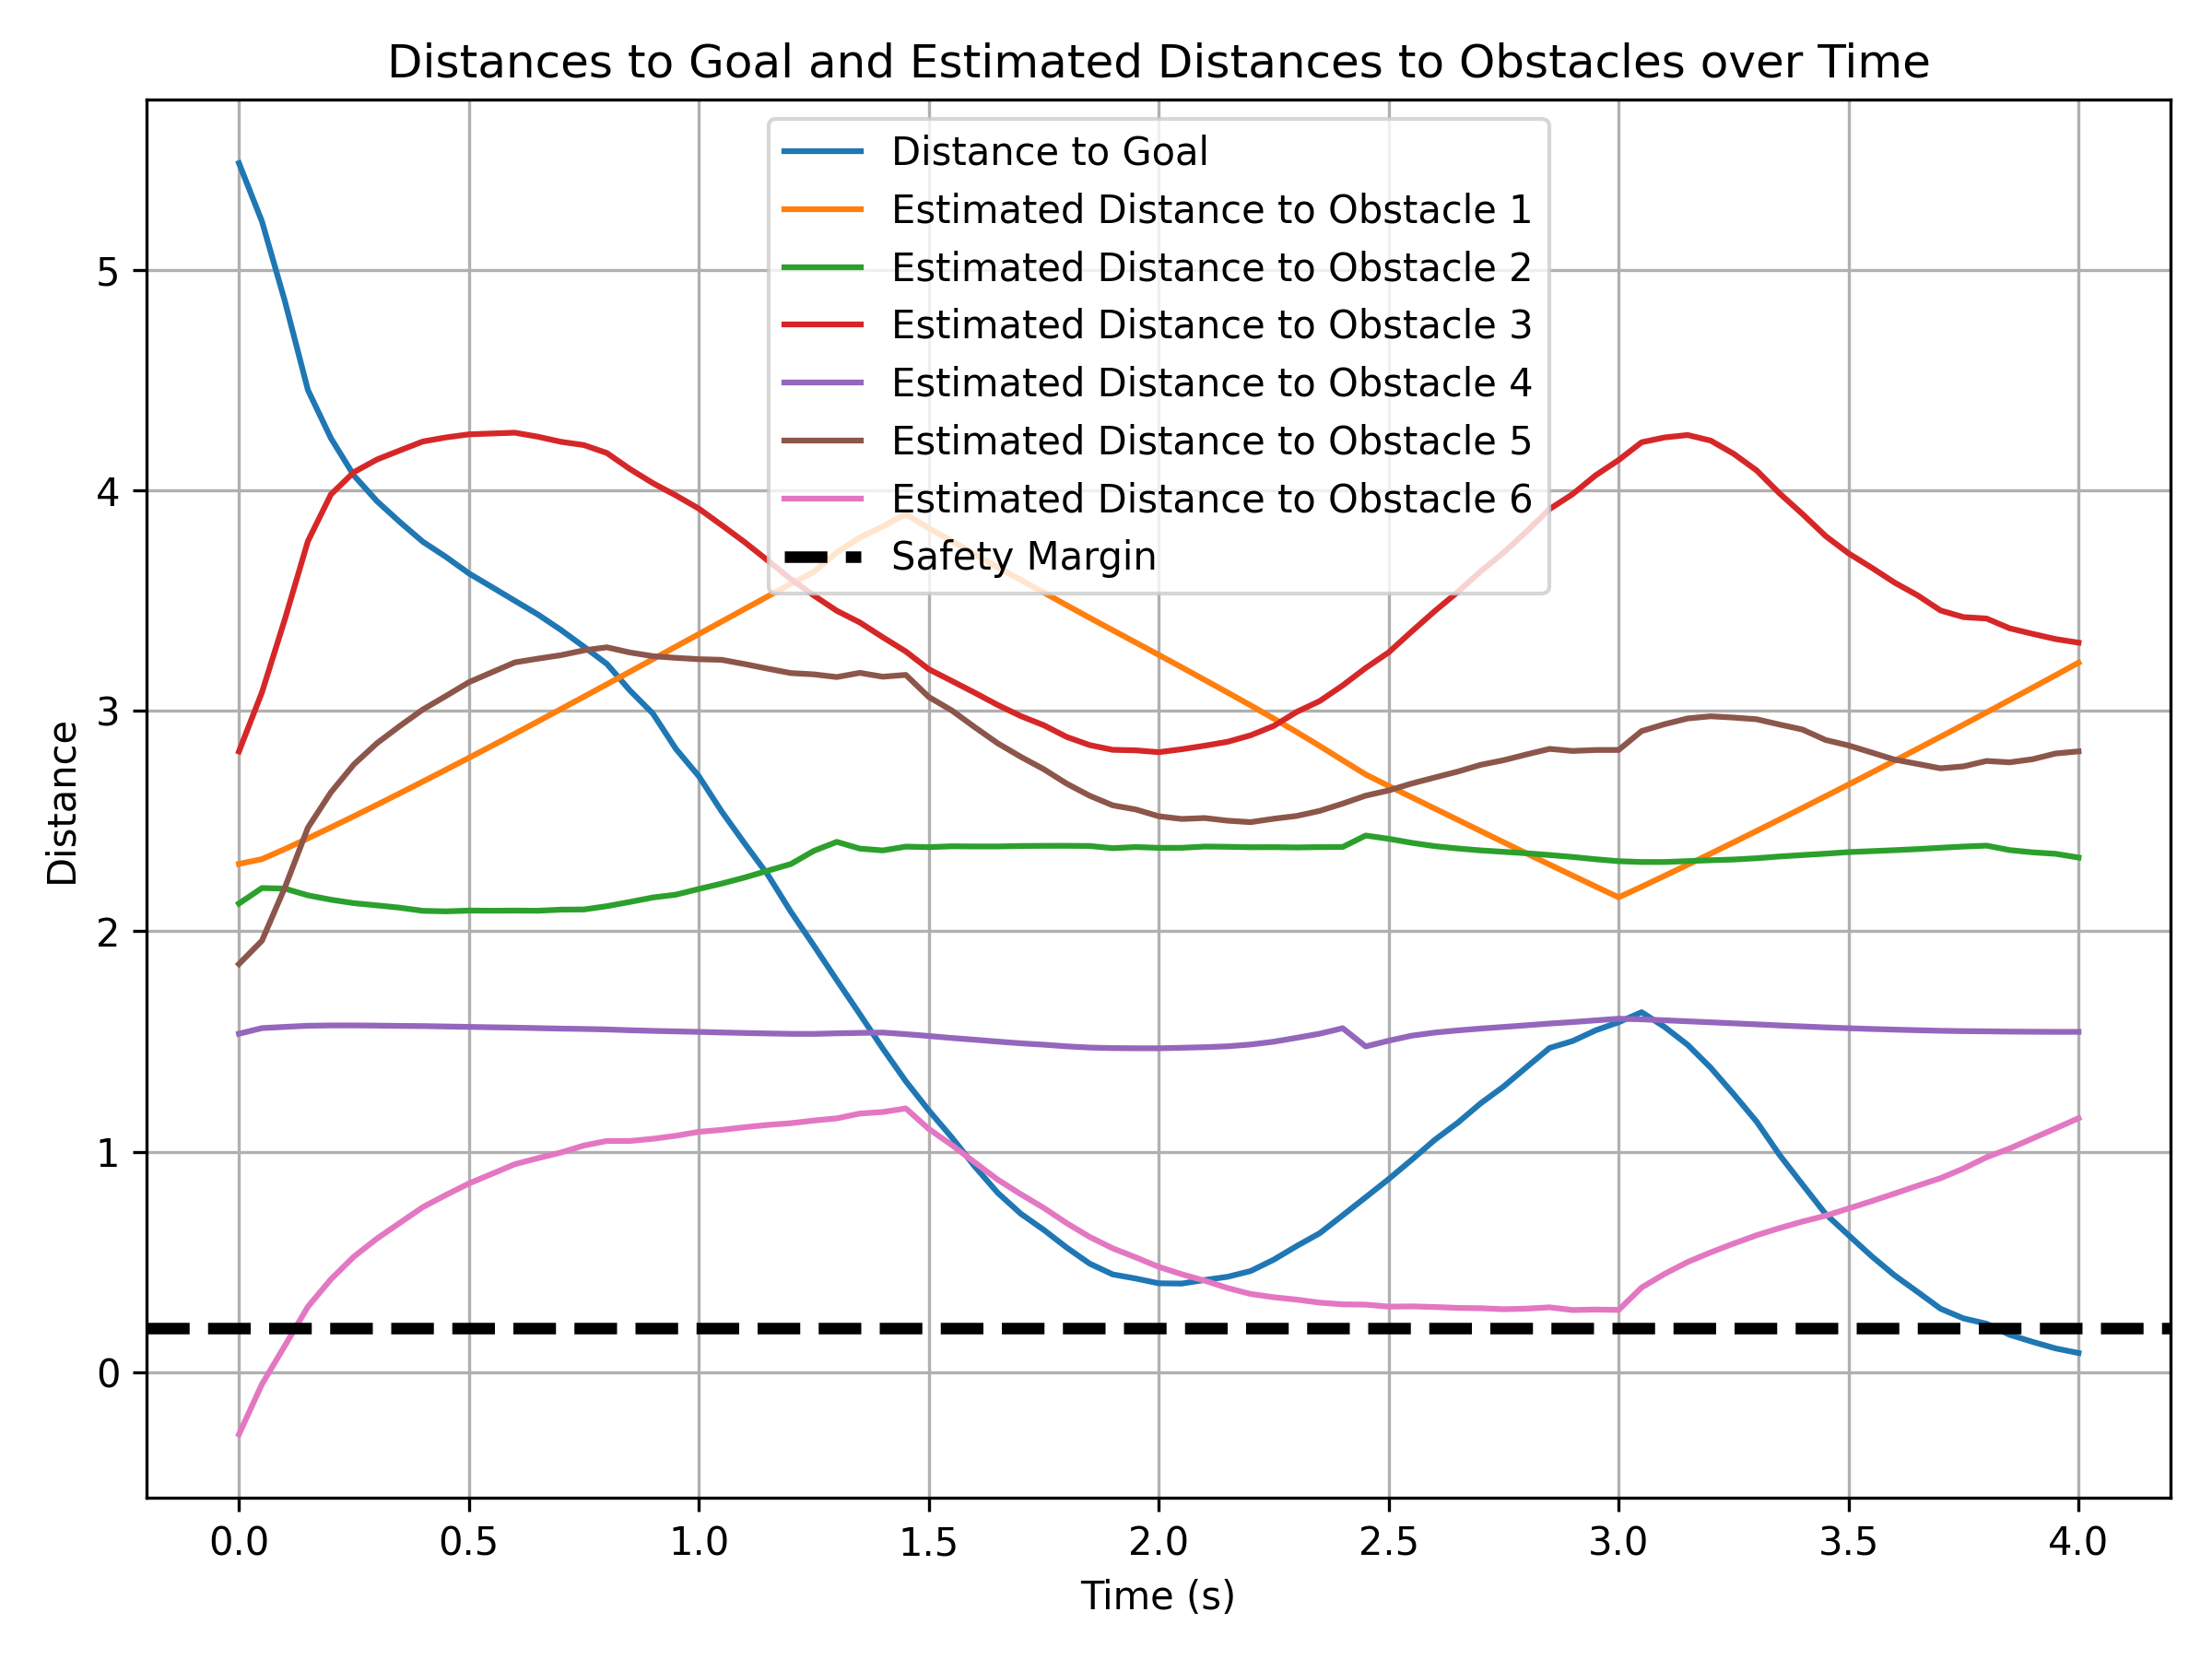 Distances to Goal and Estimated Distances to Obstacles over Time
Distance to Goal
Estimated Distance to Obstacle 1
Estimated Distance to Obstacle 2
Estimated Distance to Obstacle 3
Estimated Distance to Obstacle 4
Estimated Distance to Obstacle 5
Estimated Distance to Obstacle 6
Safety Margin
Distance
5
4
3
2
1
0
0.0 0.5 1.0 1.5 2.0 2.5 3.0 3.5 4.0
Time (s)